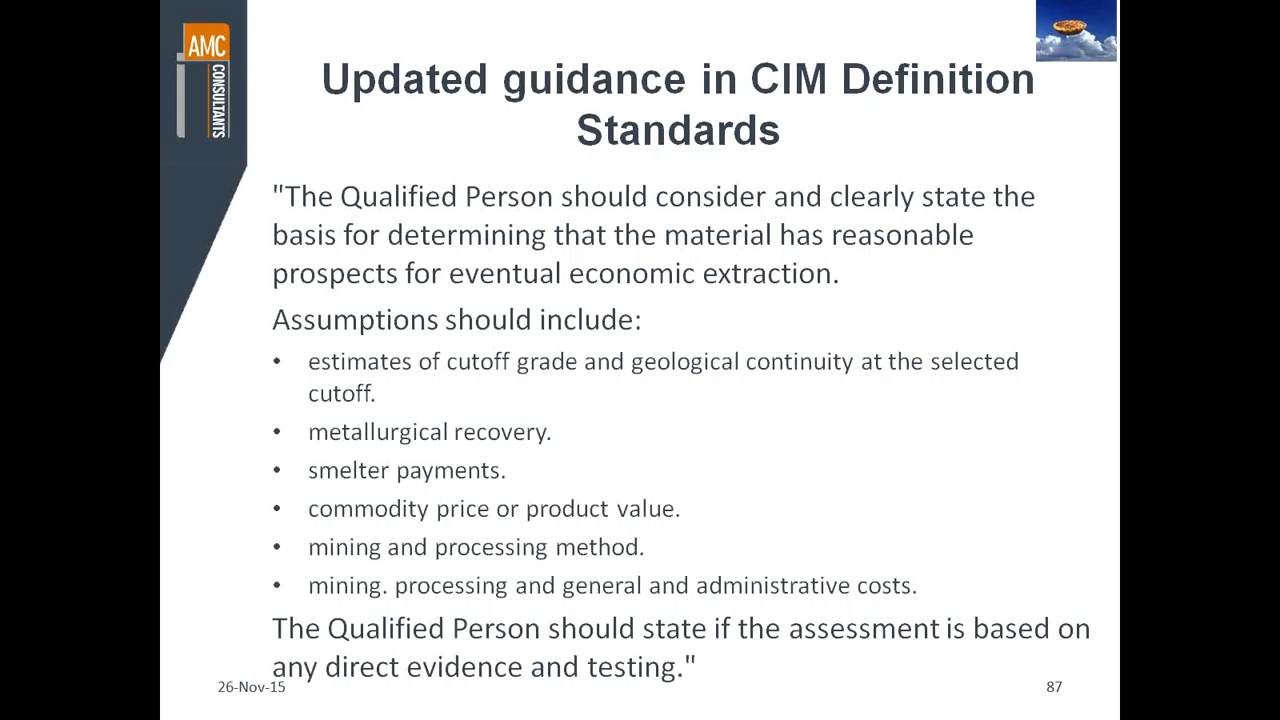 AMC
CONSULTANTS
Updated guidance in CIM Definition
Standards
"The Qualified Person should consider and clearly state the
basis for determining that the material has reasonable
prospects for eventual economic extraction.
Assumptions should include:
• estimates of cutoff grade and geological continuity at the selected
cutoff.
• metallurgical recovery.
• smelter payments.
• commodity price or product value.
• mining and processing method.
• mining. processing and general and administrative costs.
The Qualified Person should state if the assessment is based on
any direct evidence and testing."
26-Nov-15
87